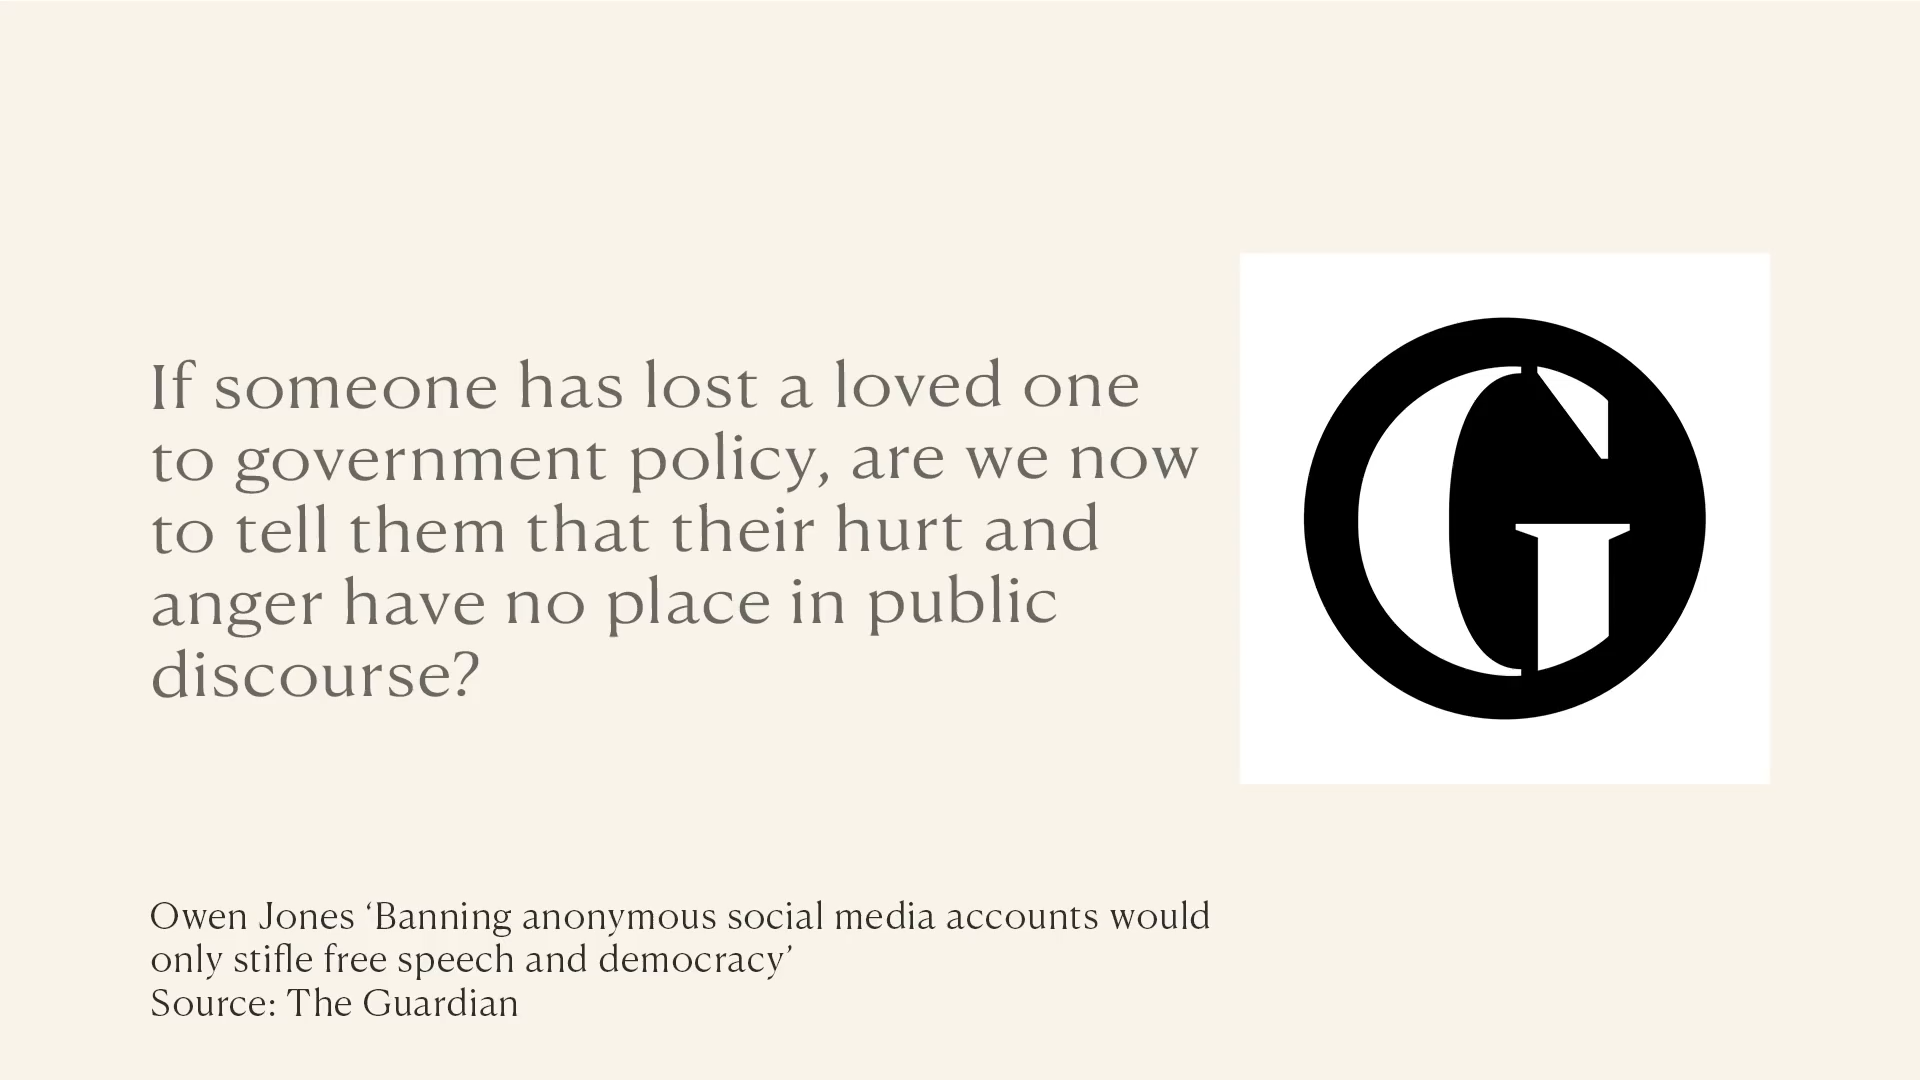 If someone has lost a loved one
to government policy, are we now
to tell them that their hurt and
anger have no place in public
discourse?
G
Owen Jones ‘Banning anonymous social media accounts would
only stifle free speech and democracy’
Source: The Guardian